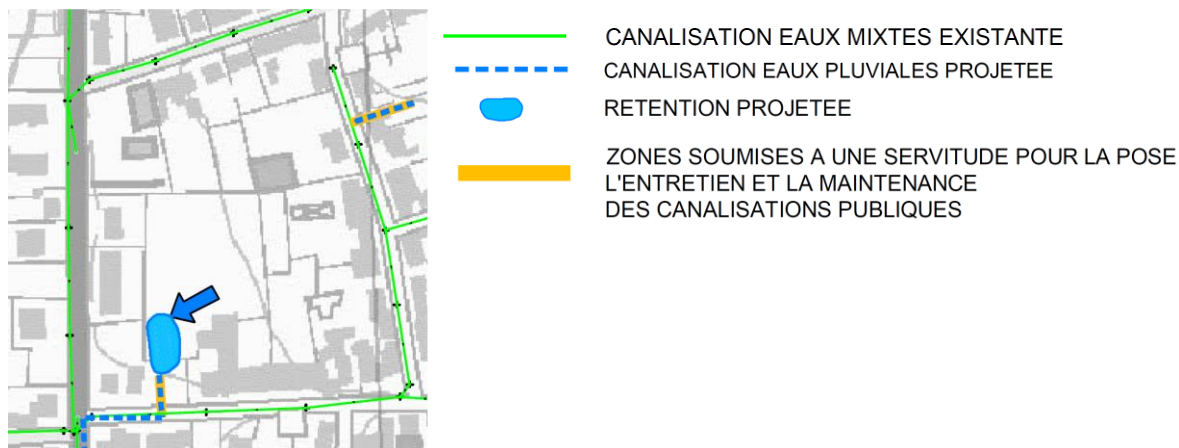 CANALISATION EAUX MIXTES EXISTANTE
CANALISATION EAUX PLUVIALES PROJETEE
RETENTION PROJETEE
ZONES SOUMISES A UNE SERVITUDE POUR LA POSE
L'ENTRETIEN ET LA MAINTENANCE
DES CANALISATIONS PUBLIQUES